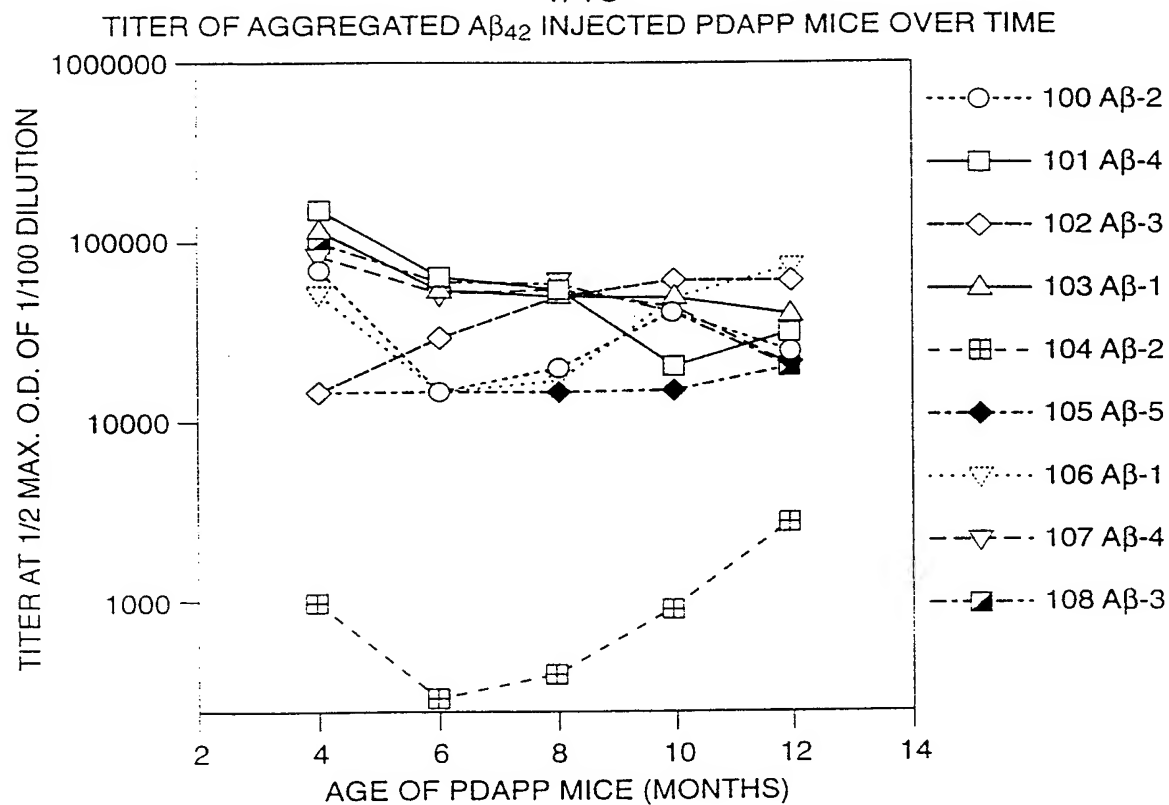 TITER OF AGGREGATED Aβ42 INJECTED PDAPP MICE OVER TIME
1000000
100000
10000
1000
TITER AT 1/2 MAX. O.D. OF 1/100 DILUTION
2 4 6 8 10 12 14
AGE OF PDAPP MICE (MONTHS)
100 Aβ-2
101 Aβ-4
102 Aβ-3
103 Aβ-1
104 Aβ-2
105 Aβ-5
106 Aβ-1
107 Aβ-4
108 Aβ-3